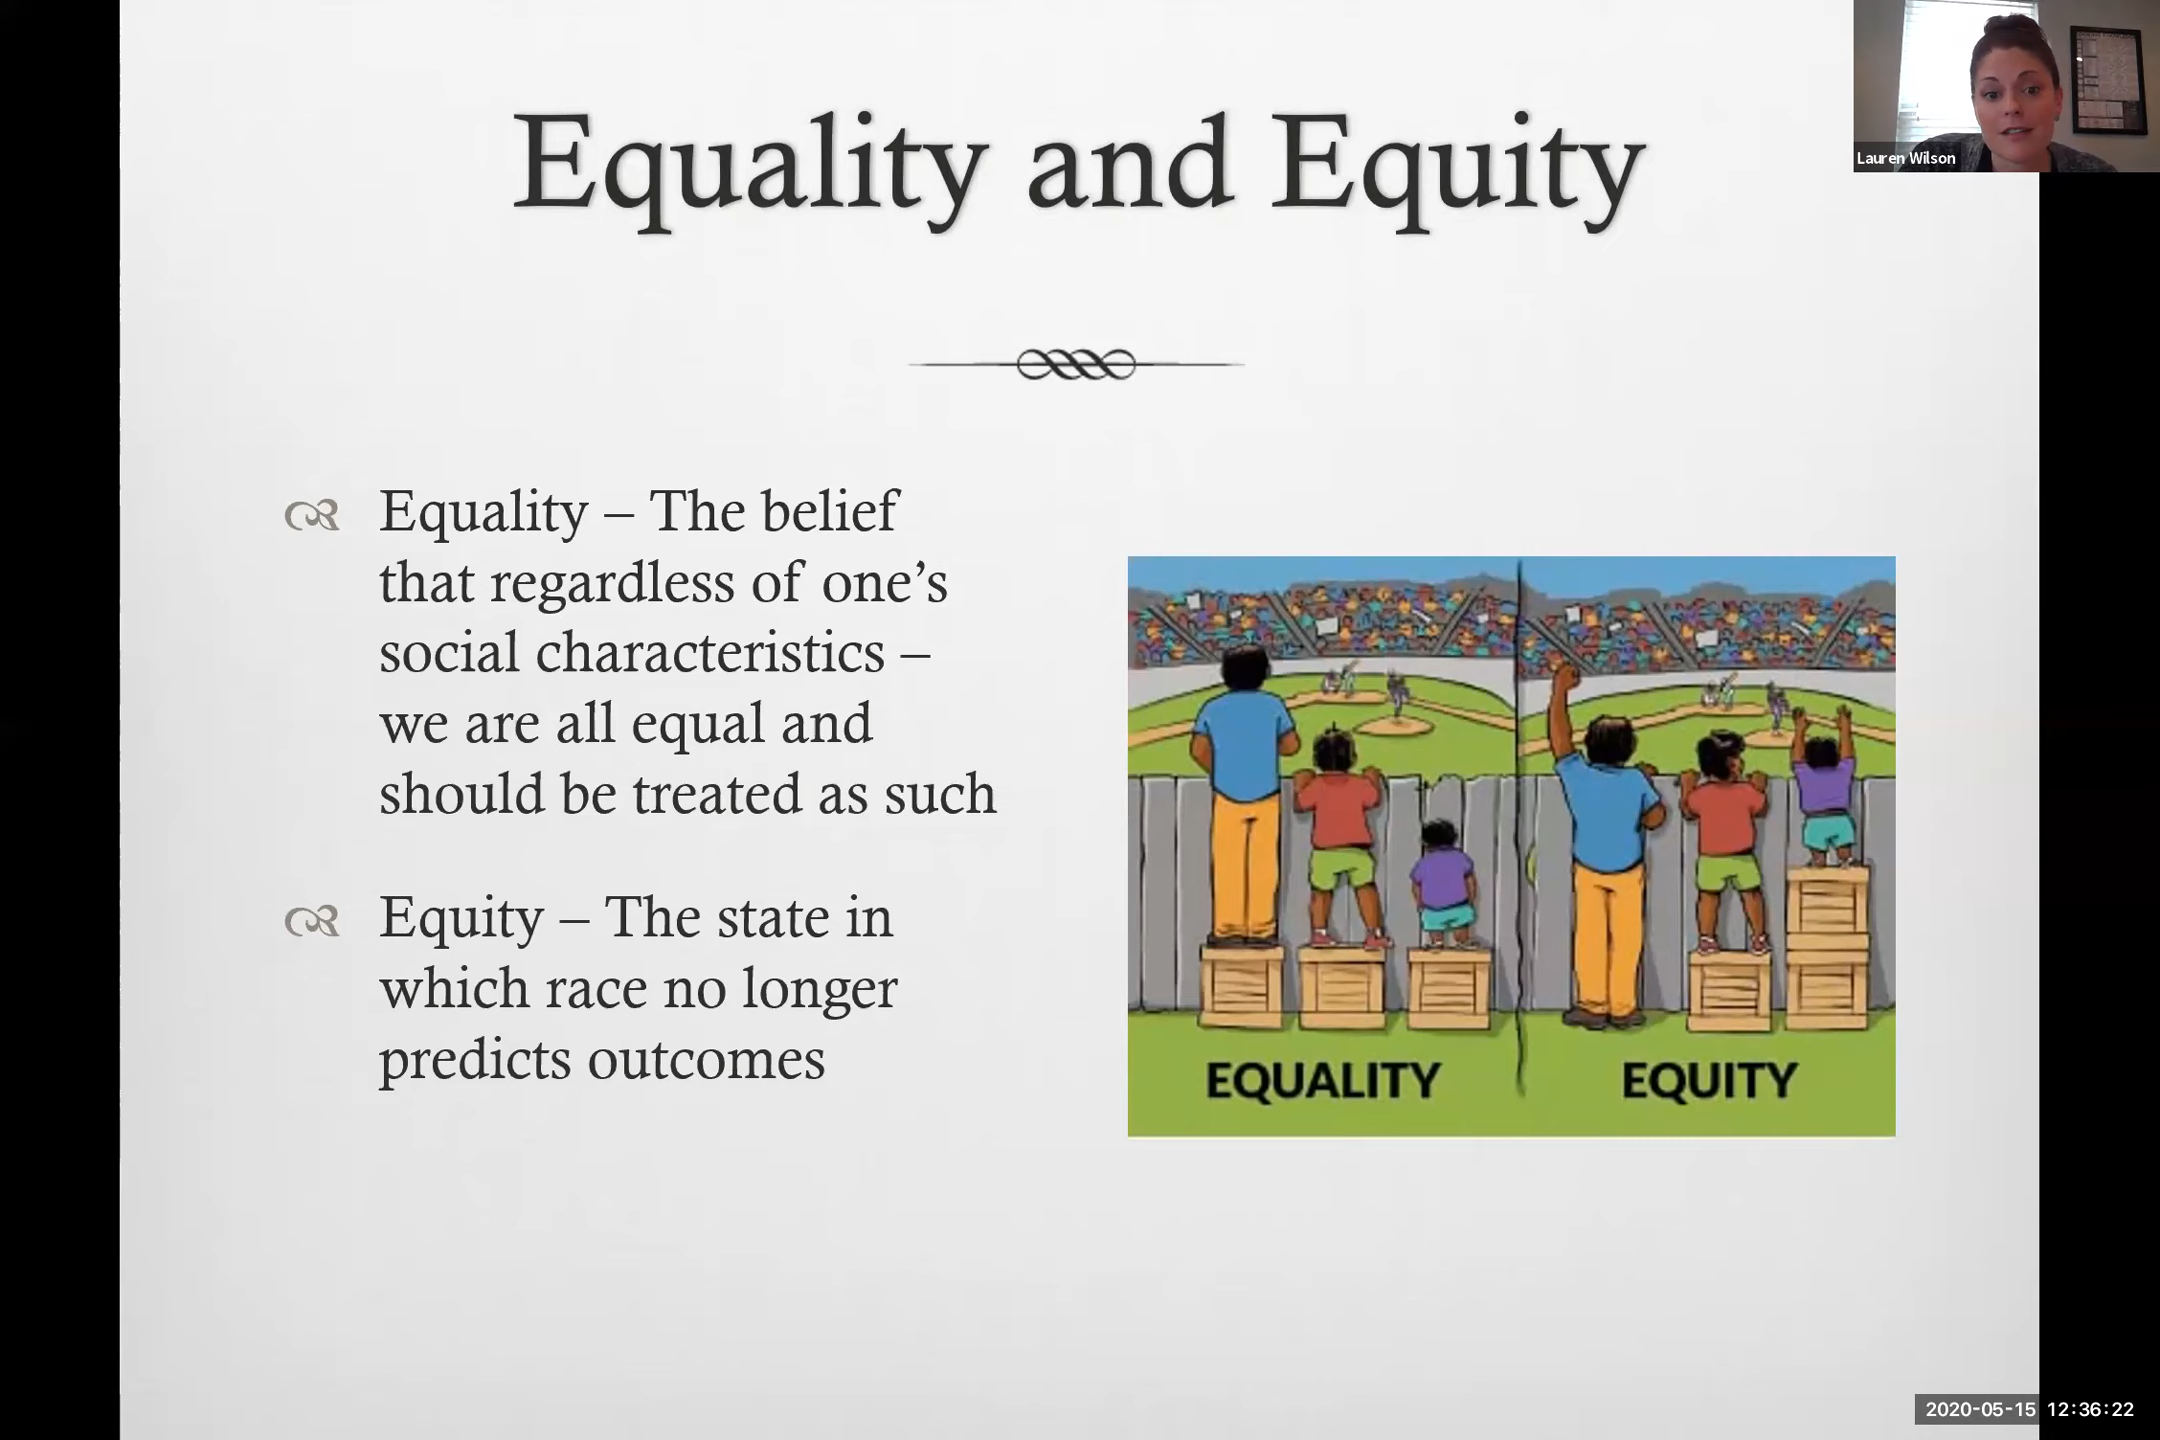 Equality and Equity
Lauren Wilson
Equality – The belief
that regardless of one’s
social characteristics –
we are all equal and
should be treated as such
Equity – The state in
which race no longer
predicts outcomes
EQUALITY
EQUITY
2020-05-15 12:36:22